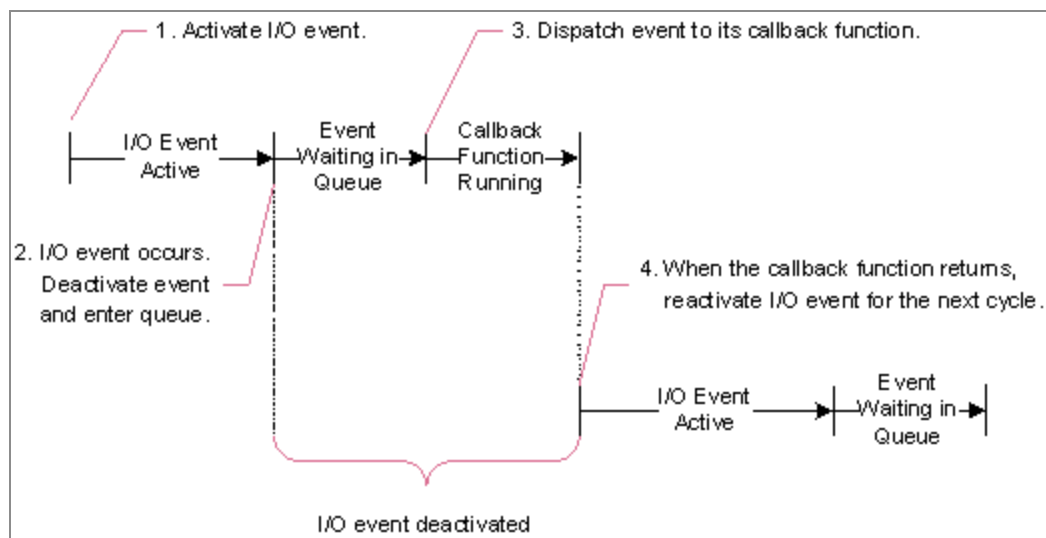 1. Activate I/O event.
3. Dispatch event to its callback function.
I/O Event
Active
Event
Waiting in
Queue
Callback
Function
Running
2. I/O event occurs.
Deactivate event
and enter queue.
4. When the callback function returns,
reactivate I/O event for the next cycle.
I/O Event
Active
Event
Waiting in
Queue
I/O event deactivated